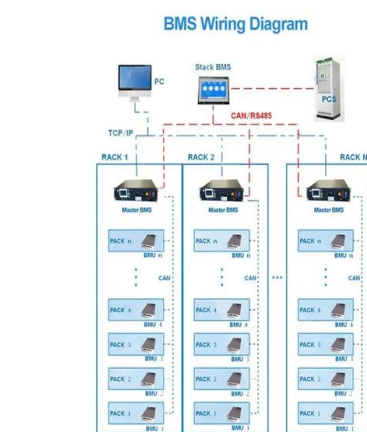 BMS Wiring Diagram
Stack BMS
PC
PCS
CAN/RS485
TCP/IP
RACK 1
RACK 2
RACK N
Master BMS
Master BMS
Master BMS
PACK n
BMU n
PACK n
BMU n
PACK n
BMU n
CAN
CAN
...
CAN
PACK 4
BMU 4
PACK 4
BMU 4
PACK 4
BMU 4
PACK 3
BMU 3
PACK 3
BMU 3
PACK 3
BMU 3
PACK 2
BMU 2
PACK 2
BMU 2
PACK 2
BMU 2
PACK 1
BMU 1
PACK 1
BMU 1
PACK 1
BMU 1